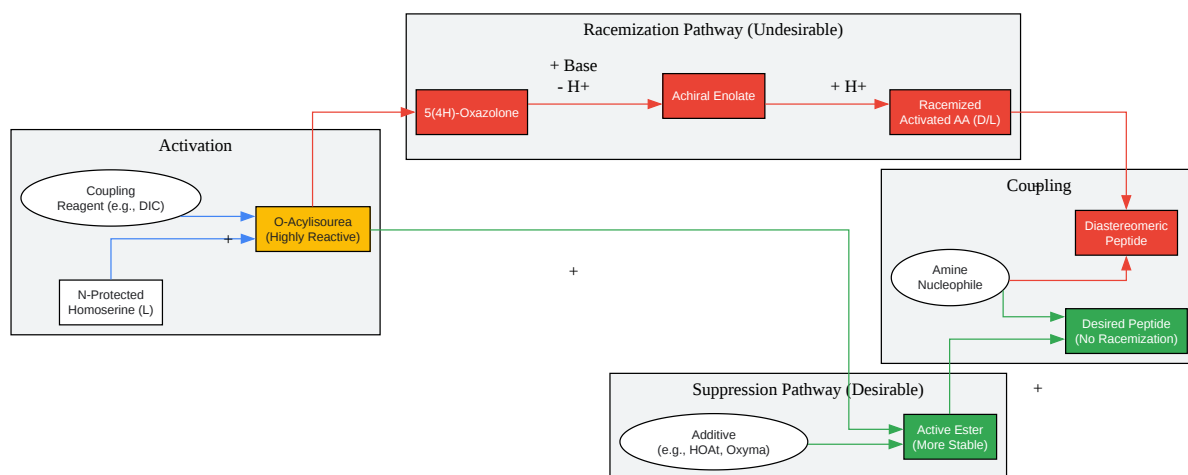 Racemization Pathway (Undesirable)
+ Base
- H+
+ H+
5(4H)-Oxazolone
Achiral Enolate
Racemized
Activated AA (D/L)
Activation
Coupling
Reagent (e.g., DIC)
O-Acylisourea
(Highly Reactive)
+
N-Protected
Homoserine (L)
+
Coupling
+
Diastereomeric
Peptide
Amine
Nucleophile
Desired Peptide
(No Racemization)
Suppression Pathway (Desirable)
+
Additive
(e.g., HOAt, Oxyma)
Active Ester
(More Stable)